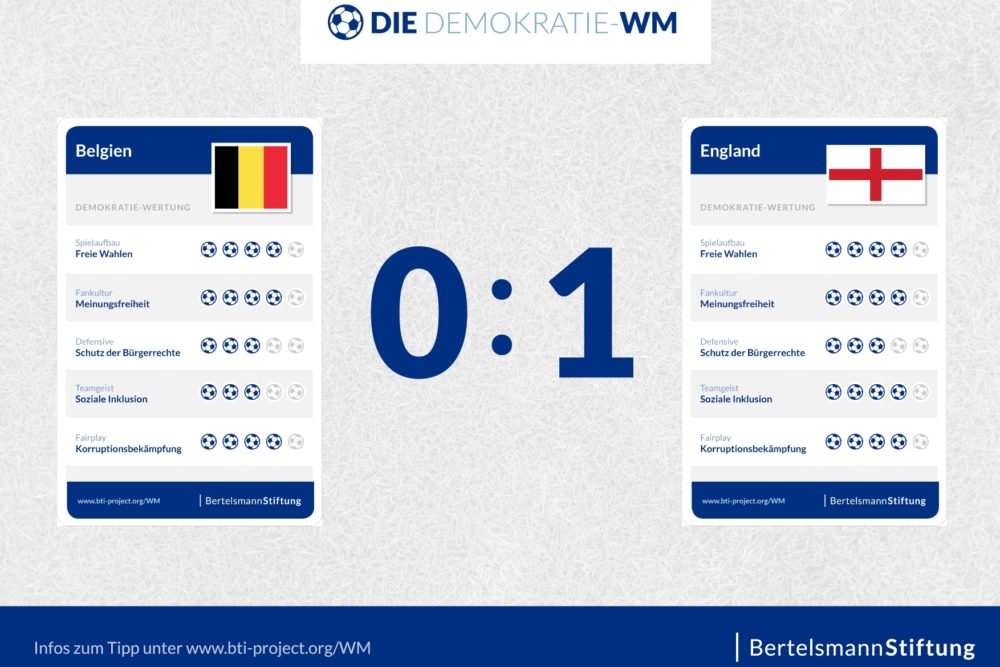 DIE DEMOKRATIE-WM
Belgien
DEMOKRATIE-WERTUNG
Spielaufbau
Freie Wahlen
Fankultur
Meinungsfreiheit
Defensive
Schutz der Bürgerrechte
Teamgeist
Soziale Inklusion
Fairplay
Korruptionsbekämpfung
www.bti-project.org/WM
BertelsmannStiftung
0:1
England
DEMOKRATIE-WERTUNG
Spielaufbau
Freie Wahlen
Fankultur
Meinungsfreiheit
Defensive
Schutz der Bürgerrechte
Teamgeist
Soziale Inklusion
Fairplay
Korruptionsbekämpfung
www.bti-project.org/WM
BertelsmannStiftung
Infos zum Tipp unter www.bti-project.org/WM
BertelsmannStiftung